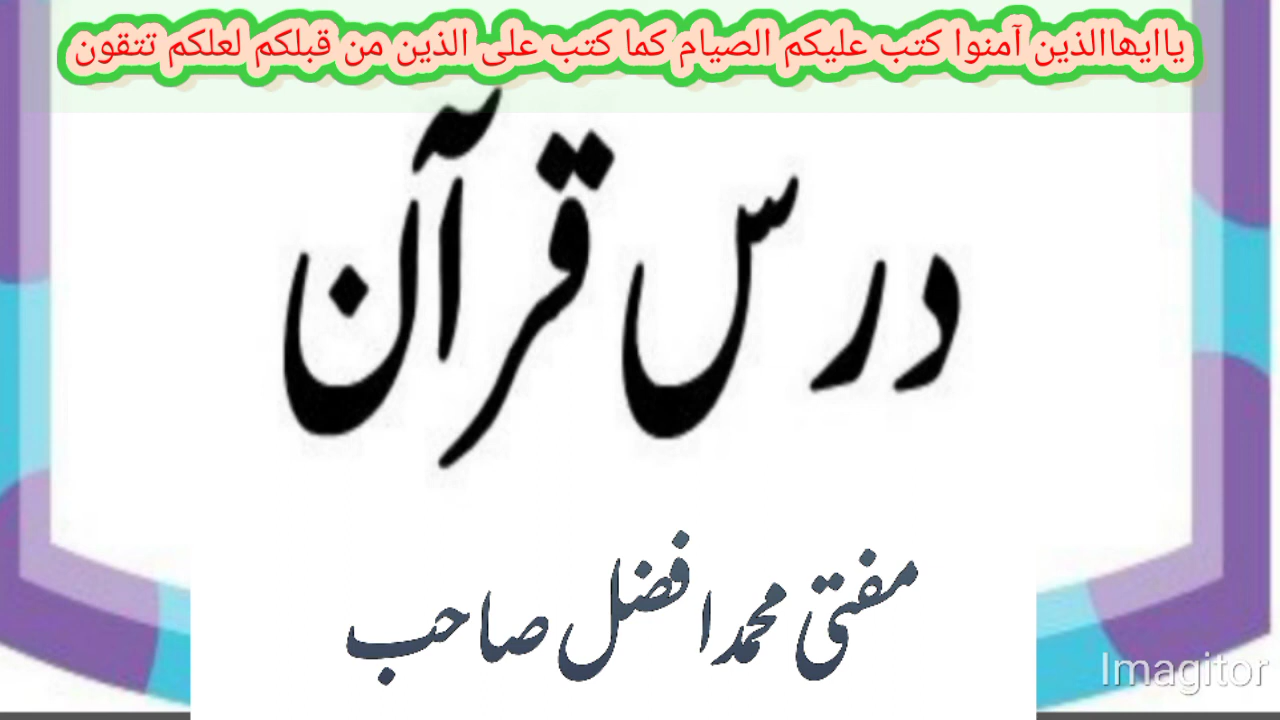 یاایھاالذین آمنوا کتب علیکم الصیام کما کتب علی الذین من قبلکم لعلکم تتقون
درس قرآن
مفتی محمد افضل صاحب
Imagitor